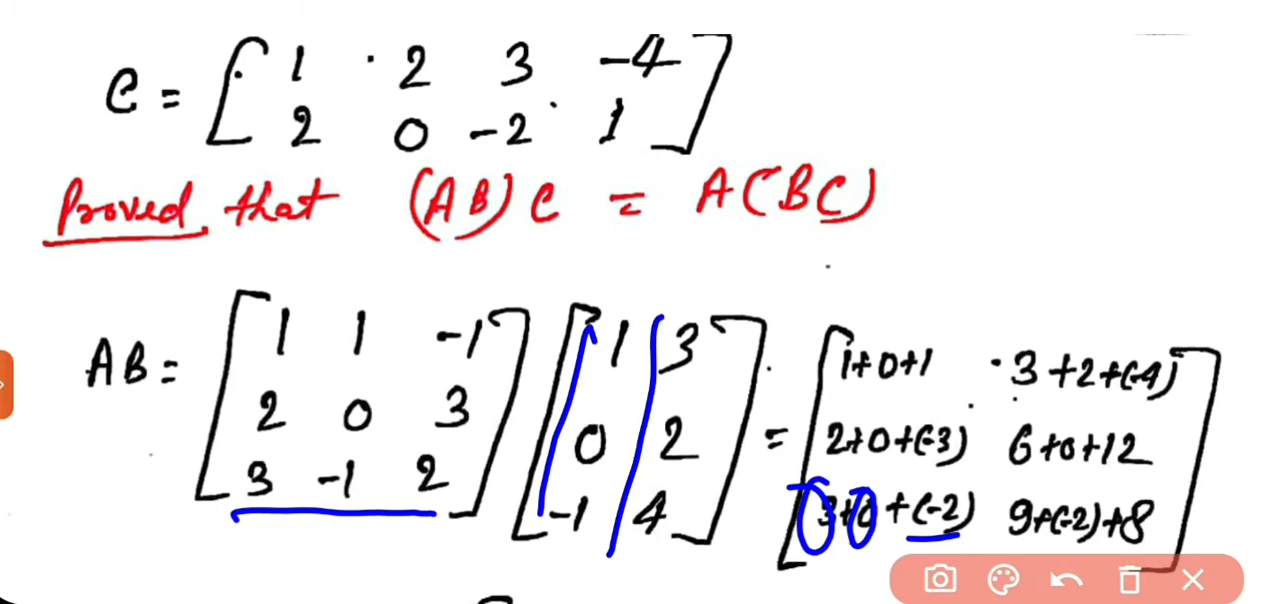 C = [ 1 2 3 -4
2 0 -2 1 ]
Proved that (AB)C = A(BC)
AB = [ 1 1 -1 ] [ 1 3 ] = [ 1+0+1 3+2+(-4) ]
2 0 3 0 2 2+0+(-3) 6+0+12
3 -1 2 -1 4 3+0+(-2) 9+(-2)+8